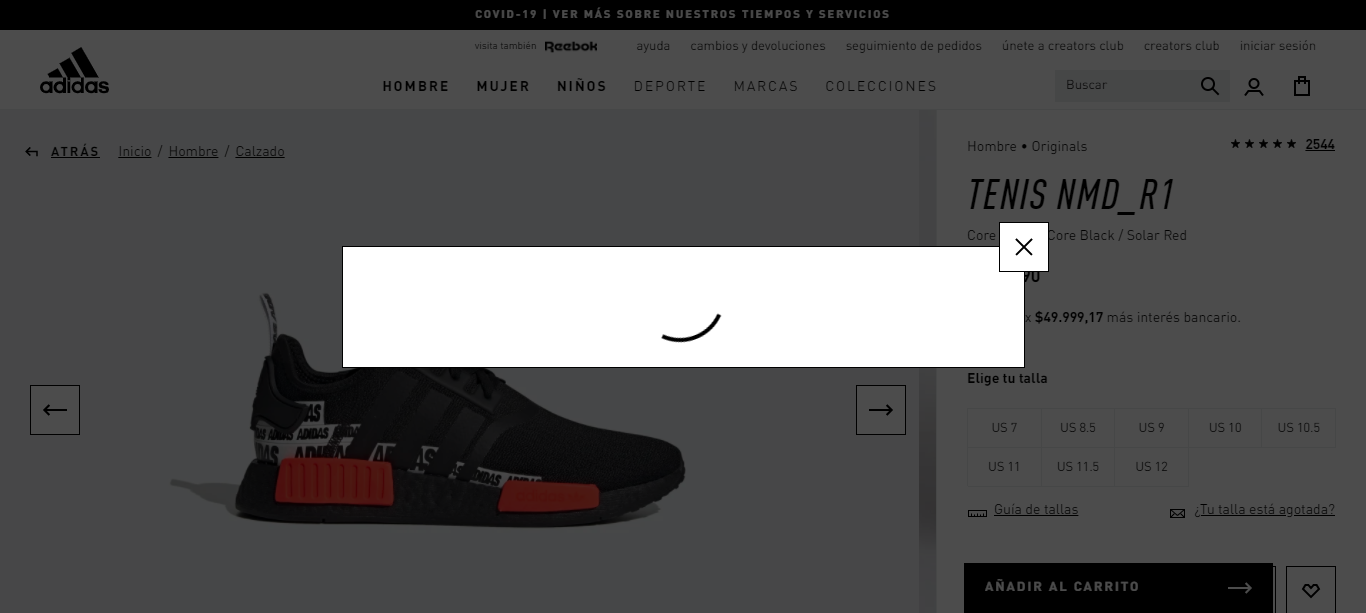 COVID-19 | VER MÁS SOBRE NUESTROS TIEMPOS Y SERVICIOS
visita también Reebok ayuda cambios y devoluciones seguimiento de pedidos únete a creators club creators club iniciar sesión
adidas
HOMBRE MUJER NIÑOS DEPORTE MARCAS COLECCIONES
Buscar
ATRÁS Inicio / Hombre / Calzado
Hombre • Originals
2544
TENIS NMD_R1
Core Core Black / Solar Red
90
x $49.999,17 más interés bancario.
Elige tu talla
US 7 US 8.5 US 9 US 10 US 10.5
US 11 US 11.5 US 12
Guía de tallas
¿Tu talla está agotada?
AÑADIR AL CARRITO
ADIDAS ADIDAS ADIDAS